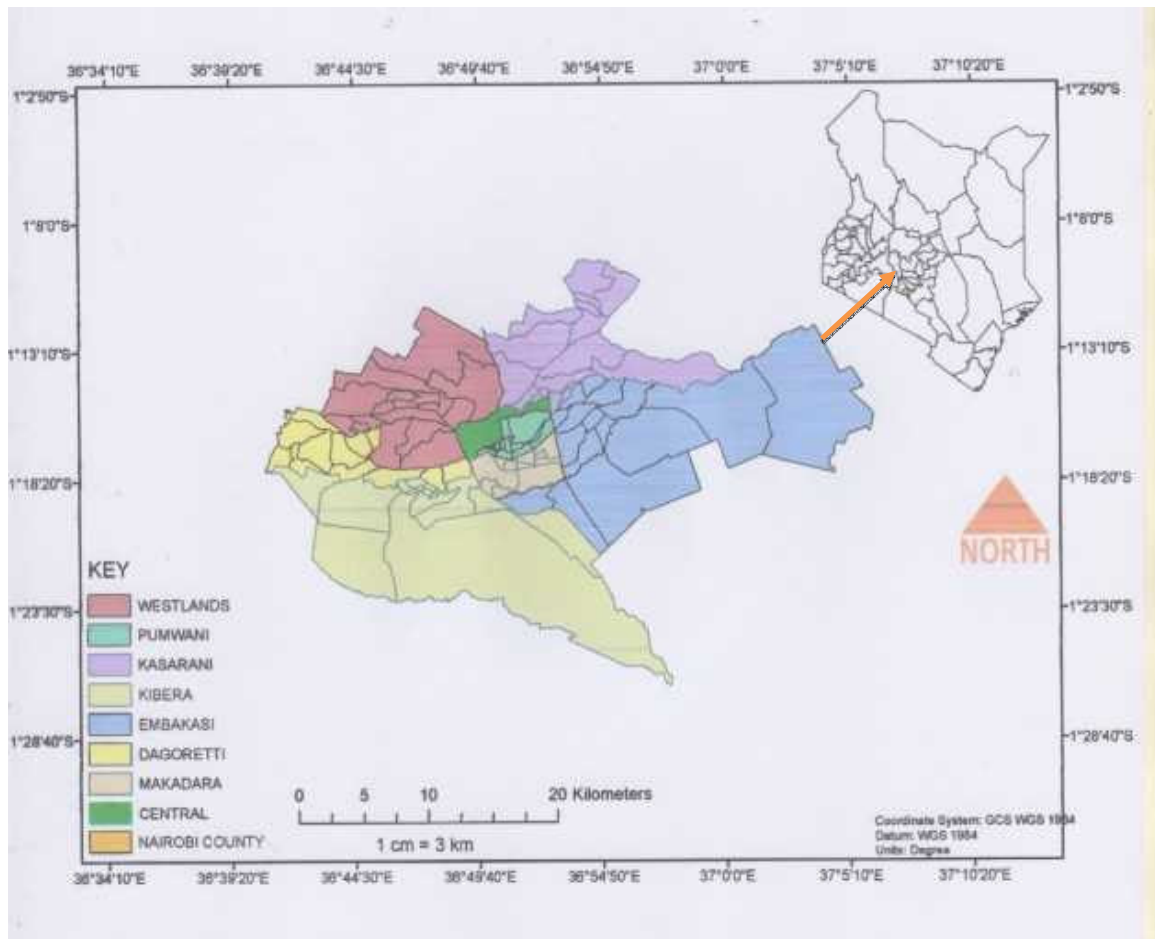 36°34'10"E 36°39'20"E 36°44'30"E 36°49'40"E 36°54'50"E 37°0'0"E 37°5'10"E 37°10'20"E
1°2'50"S 1°2'50"S
1°8'0"S 1°8'0"S
1°13'10"S 1°13'10"S
1°18'20"S 1°18'20"S
NORTH
KEY
WESTLANDS
1°23'30"S 1°23'30"S
PUMWANI
KASARANI
KIBERA
EMBAKASI
1°28'40"S 1°28'40"S
DAGORETTI
MAKADARA
CENTRAL
NAIROBI COUNTY
0 5 10 20 Kilometers
1 cm = 3 km
Coordinate System: GCS WGS 1984
Datum: WGS 1984
Units: Degree
36°34'10"E 36°39'20"E 36°44'30"E 36°49'40"E 36°54'50"E 37°0'0"E 37°5'10"E 37°10'20"E